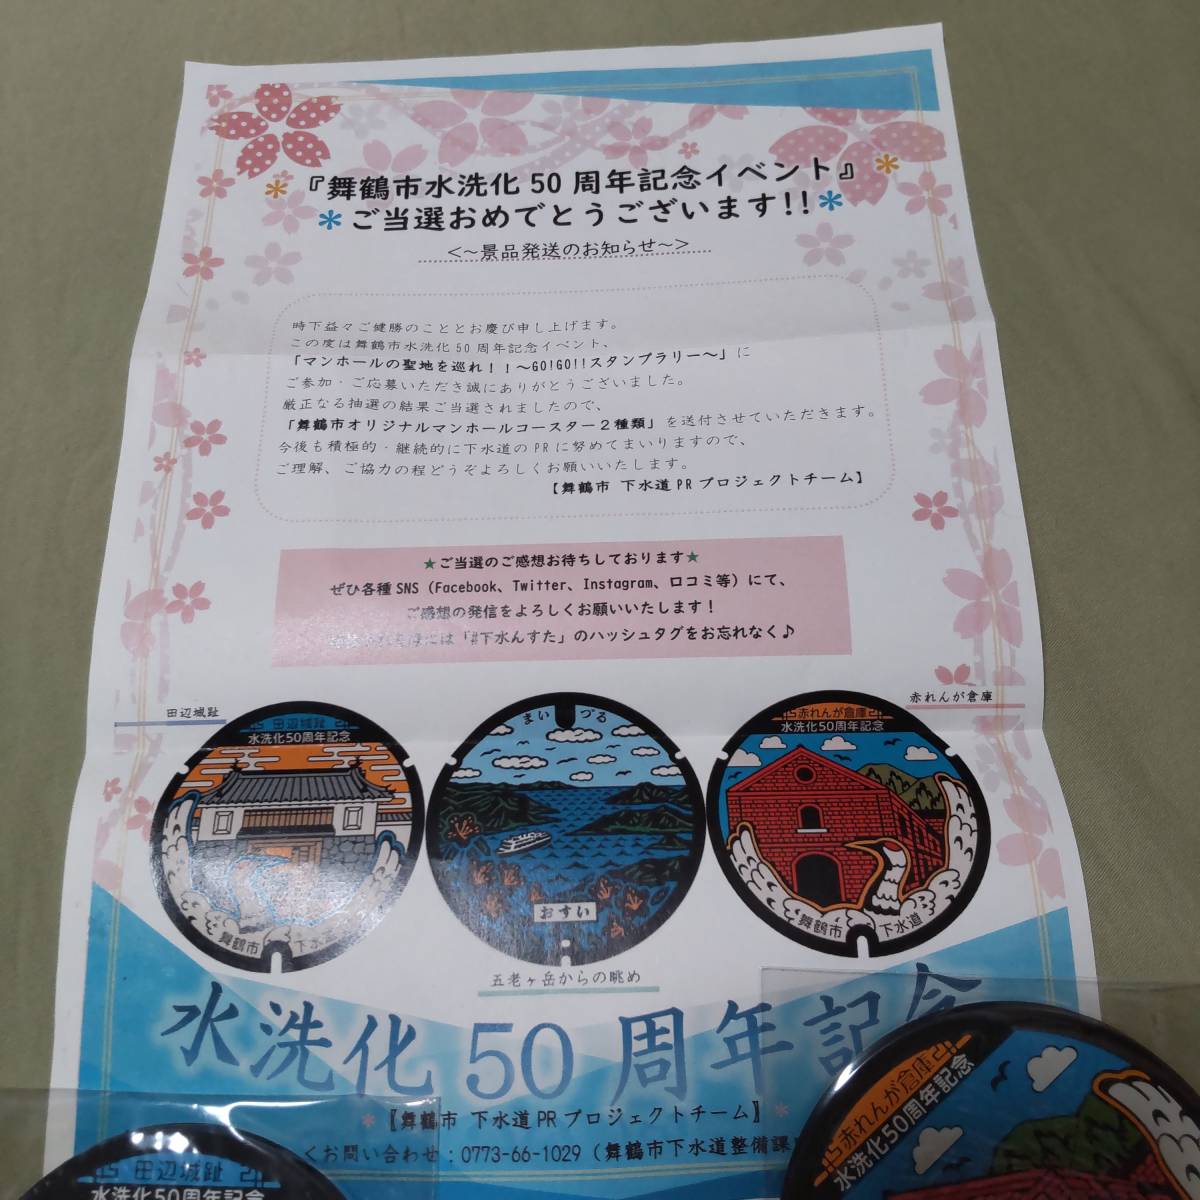 『舞鶴市水洗化50周年記念イベント』
ご当選おめでとうございます!!
<～景品発送のお知らせ～>
時下益々ご健勝のこととお慶び申し上げます。
この度は舞鶴市水洗化50周年記念イベント、
「マンホールの聖地を巡れ！！～GO!GO!!スタンプラリー～」に
ご参加・ご応募いただき誠にありがとうございました。
厳正なる抽選の結果ご当選されましたので、
「舞鶴市オリジナルマンホールコースター２種類」を送付させていただきます。
今後も積極的・継続的に下水道のPRに努めてまいりますので、
ご理解、ご協力の程どうぞよろしくお願いいたします。
【舞鶴市 下水道PRプロジェクトチーム】
★ご当選のご感想お待ちしております★
ぜひ各種SNS（Facebook、Twitter、Instagram、口コミ等）にて、
ご感想の発信をよろしくお願いいたします！
には「#下水んすた」のハッシュタグをお忘れなく♪
田辺城趾
赤れんが倉庫
田辺城趾
水洗化50周年記念
舞鶴市 下水道
まいづる
おすい
赤れんが倉庫
水洗化50周年記念
舞鶴市 下水道
五老ヶ岳からの眺め
水洗化50周年記念
【舞鶴市 下水道PRプロジェクトチーム】
お問い合わせ：0773-66-1029（舞鶴市下水道整備課
田辺城趾
水洗化50周年記念
赤れんが倉庫
水洗化50周年記念